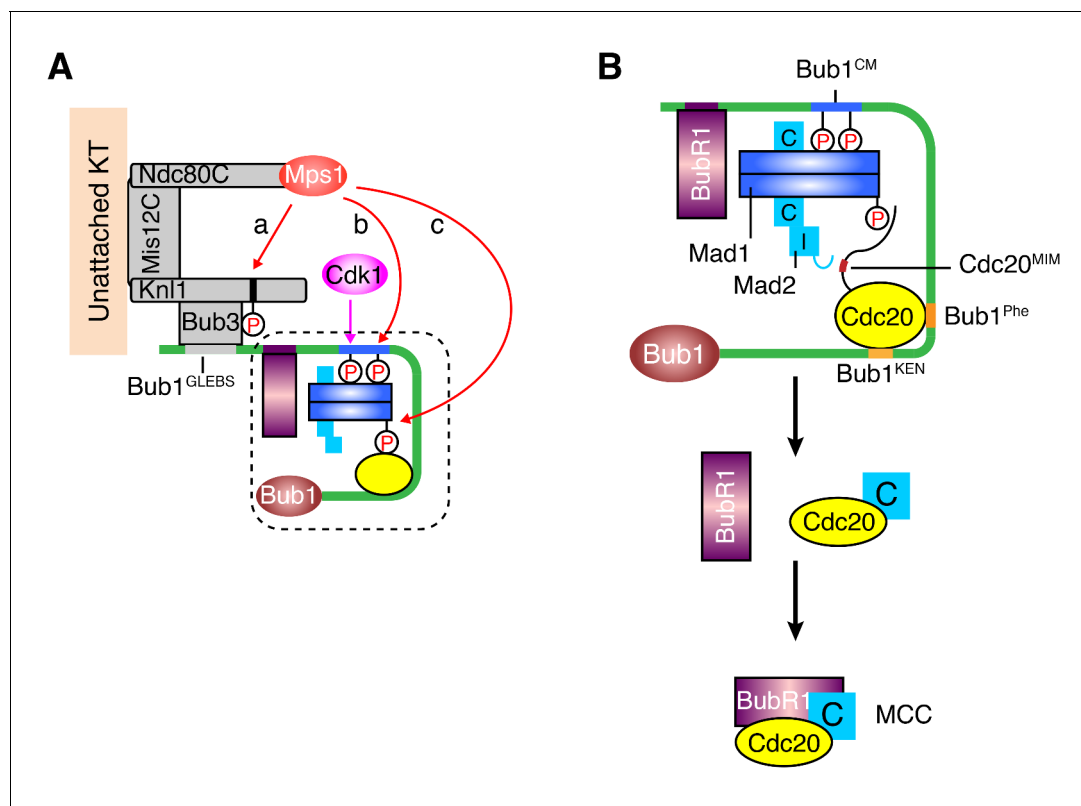 A
Unattached KT
Ndc80C
Mps1
Mis12C
a
b
c
Cdk1
Knl1
Bub3
P
Bub1GLEBS
P
P
P
Bub1
B
Bub1CM
BubR1
C
P
P
C
P
I
Mad1
Mad2
Cdc20MIM
Cdc20
Bub1Phe
Bub1
Bub1KEN
BubR1
C
Cdc20
BubR1
C
MCC
Cdc20